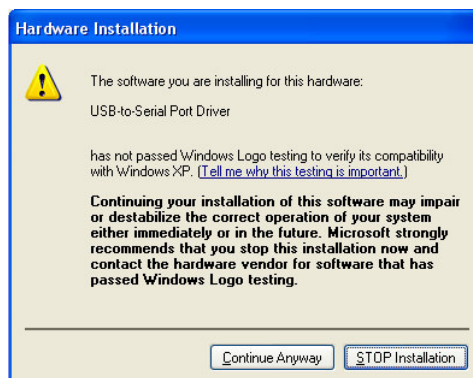 Hardware Installation
The software you are installing for this hardware:
USB-to-Serial Port Driver
has not passed Windows Logo testing to verify its compatibility
with Windows XP. (Tell me why this testing is important.)
Continuing your installation of this software may impair
or destabilize the correct operation of your system
either immediately or in the future. Microsoft strongly
recommends that you stop this installation now and
contact the hardware vendor for software that has
passed Windows Logo testing.
Continue Anyway STOP Installation